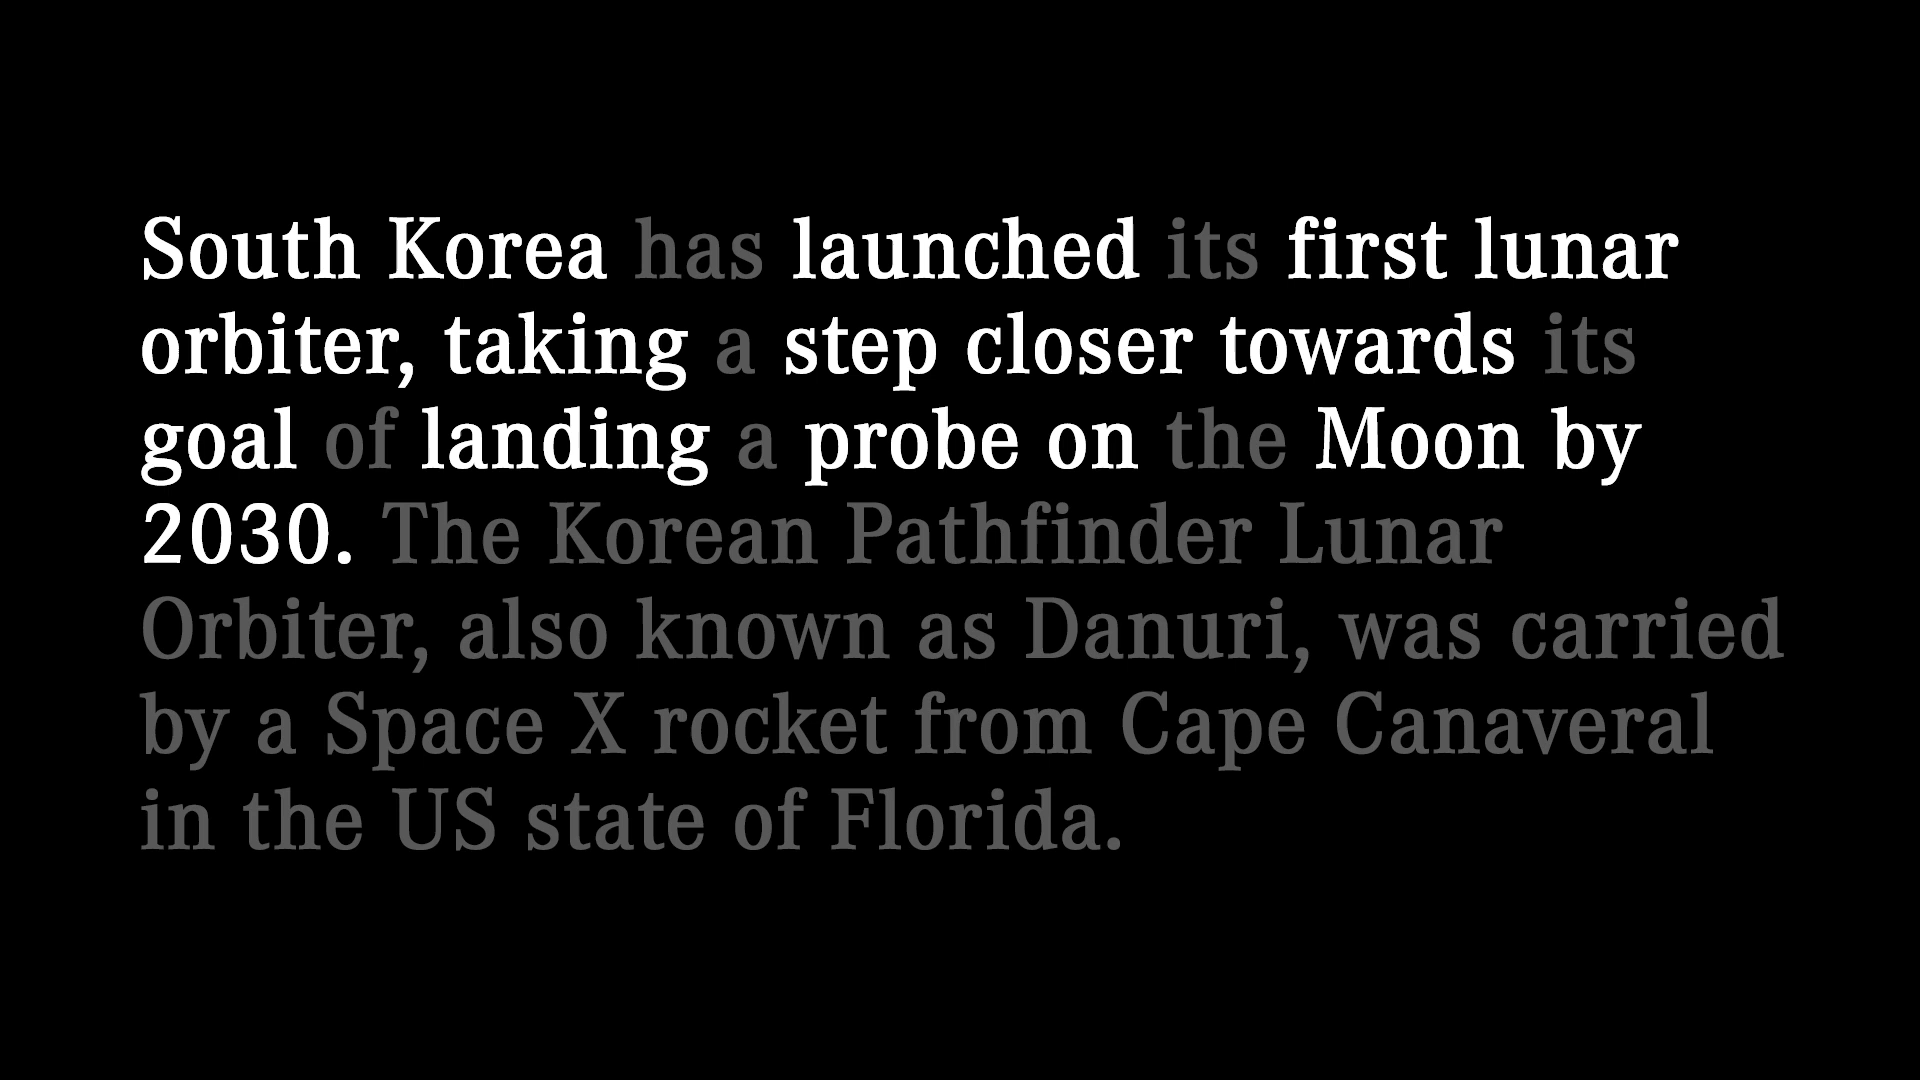 South Korea has launched its first lunar
orbiter, taking a step closer towards its
goal of landing a probe on the Moon by
2030. The Korean Pathfinder Lunar
Orbiter, also known as Danuri, was carried
by a Space X rocket from Cape Canaveral
in the US state of Florida.